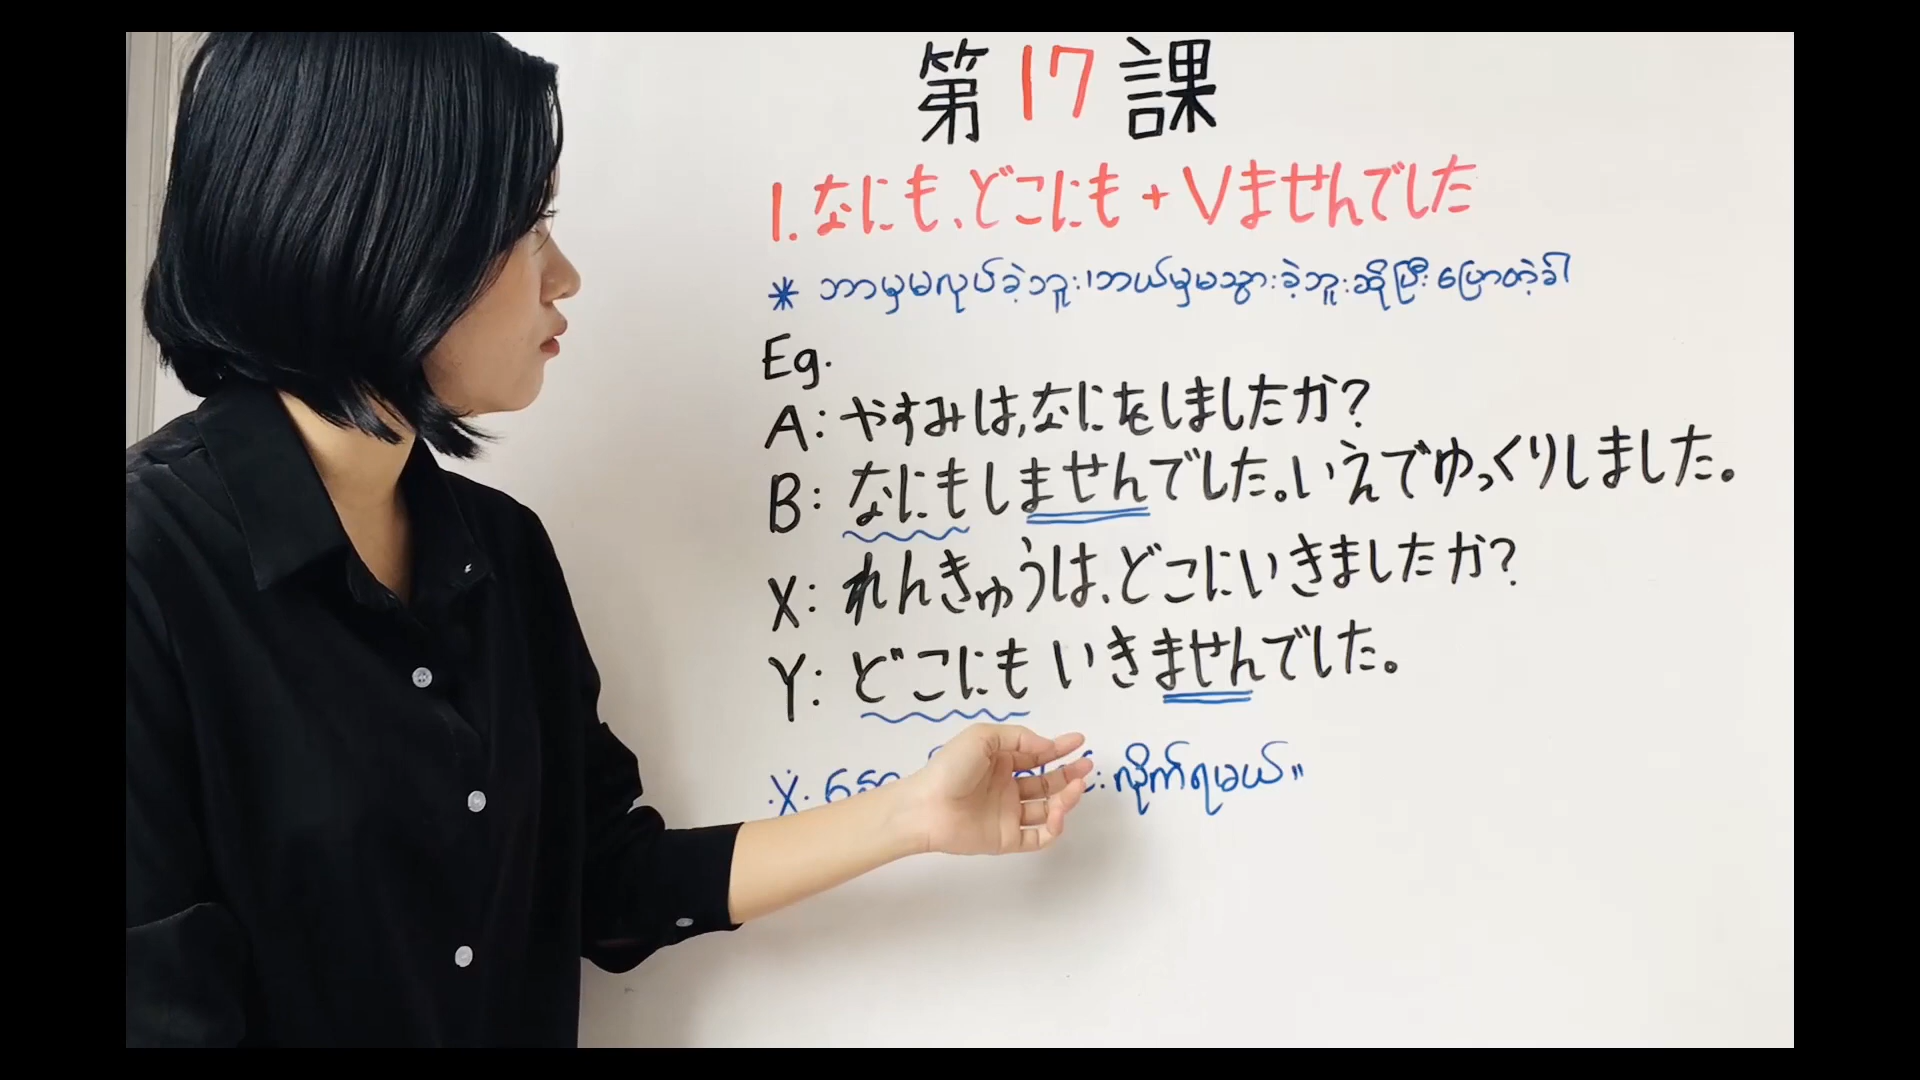 第17課
1. なにも、どこにも + Vませんでした
* ဘာမှမလုပ်ခဲ့ဘူး၊ဘယ်မှမသွားခဲ့ဘူးဆိုပြီးပြောတဲ့ခါ
Eg.
A: やすみは,なにをしましたか?
B: なにもしませんでした。いえでゆっくりしました。
X: れんきゅうは、どこにいきましたか?
Y: どこにもいきませんでした。
လိုက်ရမယ်။